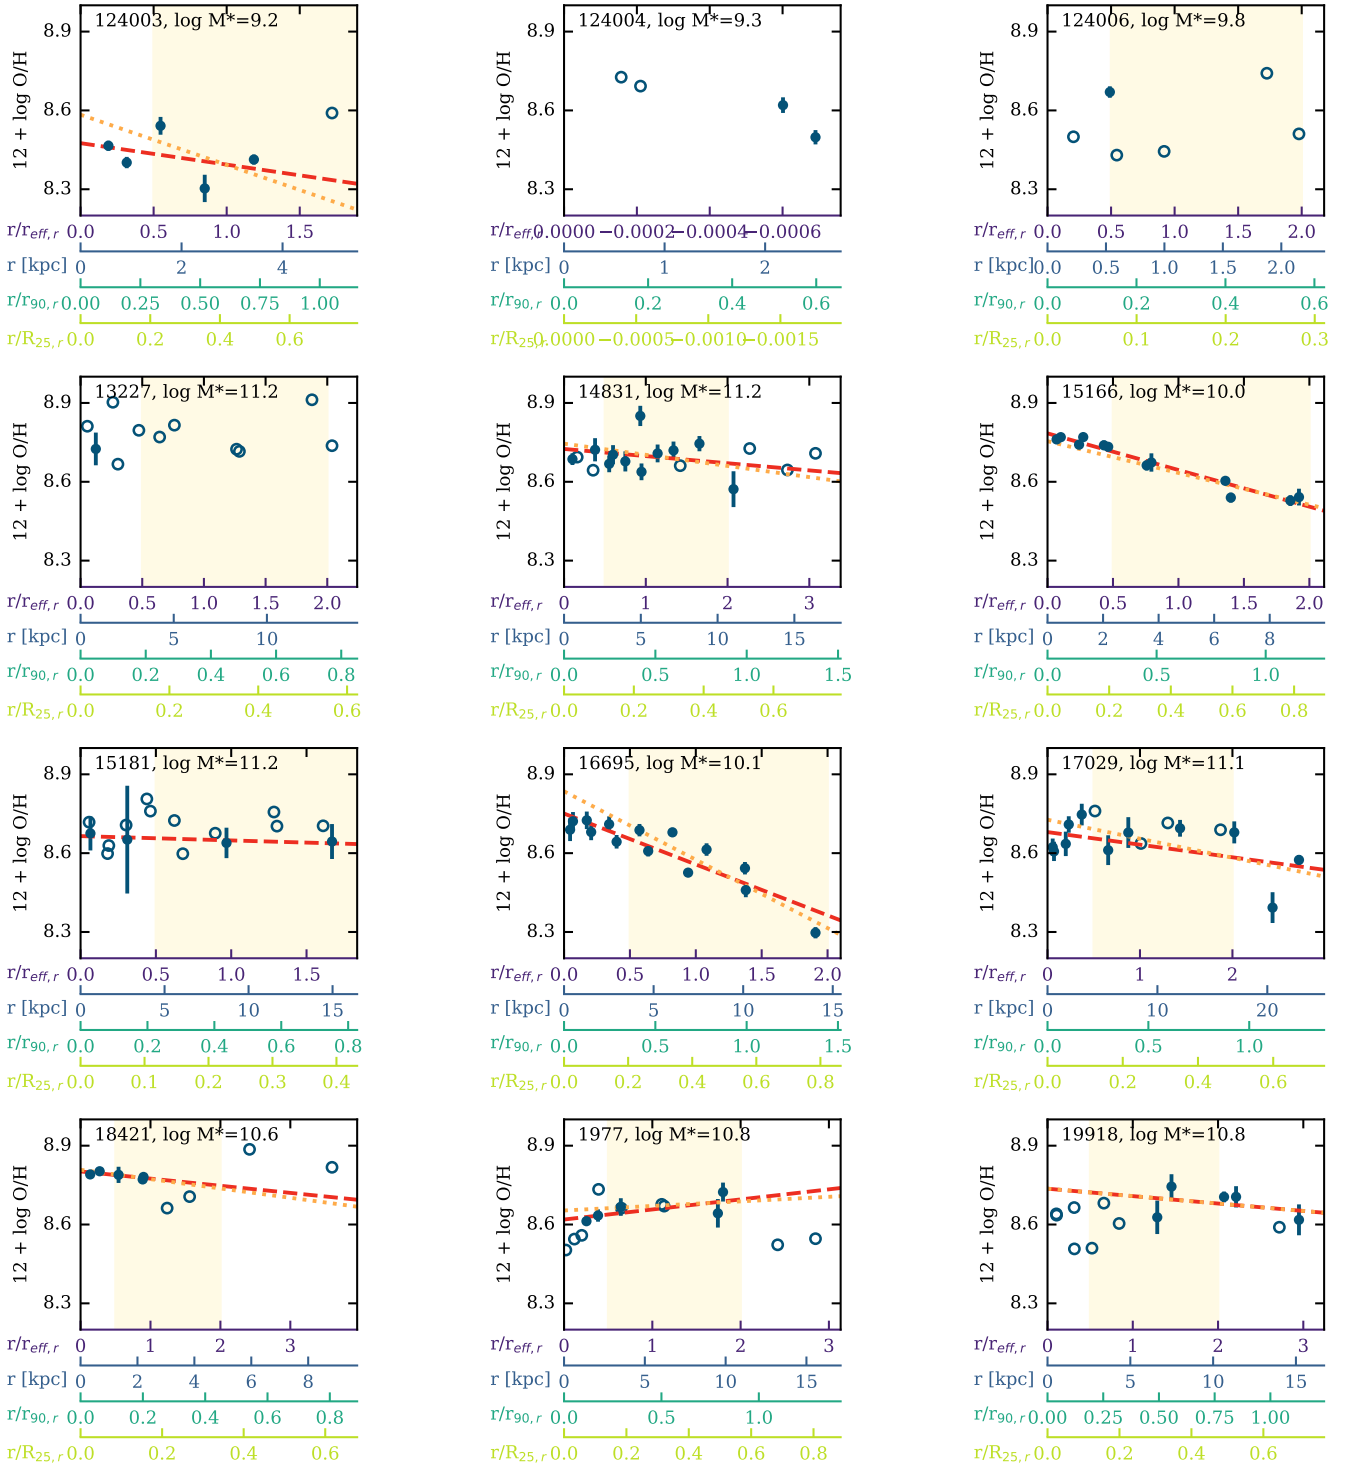 124003, log M*=9.2
12 + log O/H
8.9
8.6
8.3
r/r_eff,r 0.0 0.5 1.0 1.5
r [kpc] 0 2 4
r/r_90,r 0.00 0.25 0.50 0.75 1.00
r/R_25,r 0.0 0.2 0.4 0.6
124004, log M*=9.3
12 + log O/H
8.9
8.6
8.3
r/r_eff,r 0.0000 −0.0002 −0.0004 −0.0006
r [kpc] 0 1 2
r/r_90,r 0.0 0.2 0.4 0.6
r/R_25,r 0.0000 −0.0005 −0.0010 −0.0015
124006, log M*=9.8
12 + log O/H
8.9
8.6
8.3
r/r_eff,r 0.0 0.5 1.0 1.5 2.0
r [kpc] 0.0 0.5 1.0 1.5 2.0
r/r_90,r 0.0 0.2 0.4 0.6
r/R_25,r 0.0 0.1 0.2 0.3
13227, log M*=11.2
12 + log O/H
8.9
8.6
8.3
r/r_eff,r 0.0 0.5 1.0 1.5 2.0
r [kpc] 0 5 10
r/r_90,r 0.0 0.2 0.4 0.6 0.8
r/R_25,r 0.0 0.2 0.4 0.6
14831, log M*=11.2
12 + log O/H
8.9
8.6
8.3
r/r_eff,r 0 1 2 3
r [kpc] 0 5 10 15
r/r_90,r 0.0 0.5 1.0 1.5
r/R_25,r 0.0 0.2 0.4 0.6
15166, log M*=10.0
12 + log O/H
8.9
8.6
8.3
r/r_eff,r 0.0 0.5 1.0 1.5 2.0
r [kpc] 0 2 4 6 8
r/r_90,r 0.0 0.5 1.0
r/R_25,r 0.0 0.2 0.4 0.6 0.8
15181, log M*=11.2
12 + log O/H
8.9
8.6
8.3
r/r_eff,r 0.0 0.5 1.0 1.5
r [kpc] 0 5 10 15
r/r_90,r 0.0 0.2 0.4 0.6 0.8
r/R_25,r 0.0 0.1 0.2 0.3 0.4
16695, log M*=10.1
12 + log O/H
8.9
8.6
8.3
r/r_eff,r 0.0 0.5 1.0 1.5 2.0
r [kpc] 0 5 10 15
r/r_90,r 0.0 0.5 1.0 1.5
r/R_25,r 0.0 0.2 0.4 0.6 0.8
17029, log M*=11.1
12 + log O/H
8.9
8.6
8.3
r/r_eff,r 0 1 2
r [kpc] 0 10 20
r/r_90,r 0.0 0.5 1.0
r/R_25,r 0.0 0.2 0.4 0.6
18421, log M*=10.6
12 + log O/H
8.9
8.6
8.3
r/r_eff,r 0 1 2 3
r [kpc] 0 2 4 6 8
r/r_90,r 0.0 0.2 0.4 0.6 0.8
r/R_25,r 0.0 0.2 0.4 0.6
1977, log M*=10.8
12 + log O/H
8.9
8.6
8.3
r/r_eff,r 0 1 2 3
r [kpc] 0 5 10 15
r/r_90,r 0.0 0.5 1.0
r/R_25,r 0.0 0.2 0.4 0.6 0.8
19918, log M*=10.8
12 + log O/H
8.9
8.6
8.3
r/r_eff,r 0 1 2 3
r [kpc] 0 5 10 15
r/r_90,r 0.00 0.25 0.50 0.75 1.00
r/R_25,r 0.0 0.2 0.4 0.6